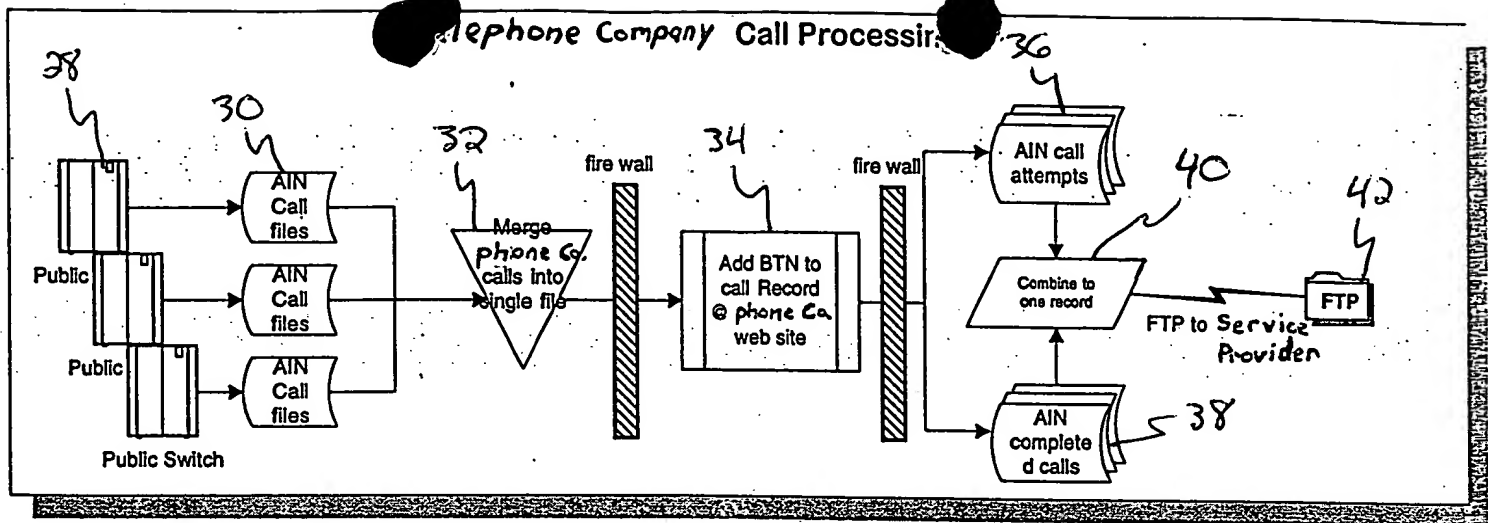 lephone Company Call Processin
28
30
32
34
36
40
42
38
AIN
Call
files
AIN
Call
files
AIN
Call
files
Public
Public
Public Switch
Merge
phone Co.
calls into
single file
fire wall
Add BTN to
call Record
@ phone Co
web site
fire wall
AIN call
attempts
Combine to
one record
AIN
complete
d calls
FTP to Service
Provider
FTP